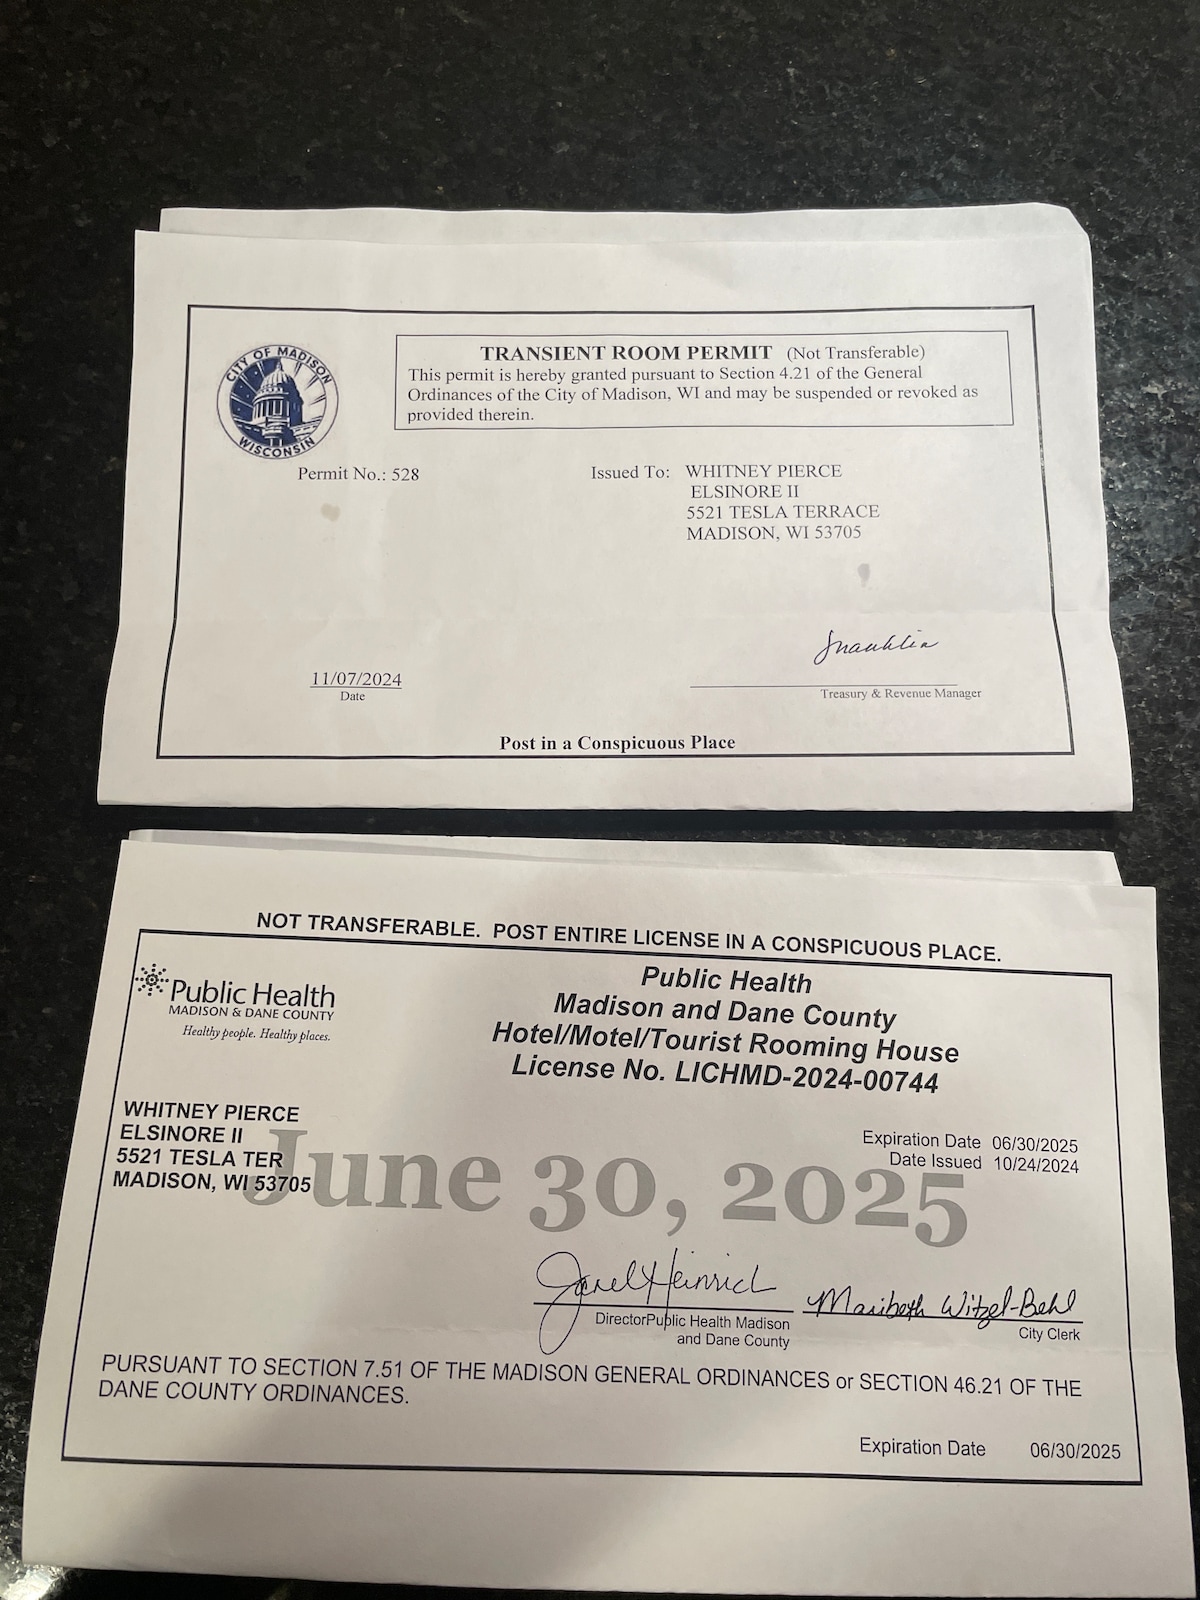 CITY OF MADISON
WISCONSIN
TRANSIENT ROOM PERMIT (Not Transferable)
This permit is hereby granted pursuant to Section 4.21 of the General
Ordinances of the City of Madison, WI and may be suspended or revoked as
provided therein.
Permit No.: 528
Issued To: WHITNEY PIERCE
ELSINORE II
5521 TESLA TERRACE
MADISON, WI 53705
11/07/2024
Date
Treasury & Revenue Manager
Post in a Conspicuous Place
NOT TRANSFERABLE. POST ENTIRE LICENSE IN A CONSPICUOUS PLACE.
Public Health
MADISON & DANE COUNTY
Healthy people. Healthy places.
Public Health
Madison and Dane County
Hotel/Motel/Tourist Rooming House
License No. LICHMD-2024-00744
WHITNEY PIERCE
ELSINORE II
5521 TESLA TER
MADISON, WI 53705
Expiration Date 06/30/2025
Date Issued 10/24/2024
June 30, 2025
Janel Heinrich
DirectorPublic Health Madison
and Dane County
Maribeth Witzel-Behl
City Clerk
PURSUANT TO SECTION 7.51 OF THE MADISON GENERAL ORDINANCES or SECTION 46.21 OF THE
DANE COUNTY ORDINANCES.
Expiration Date 06/30/2025